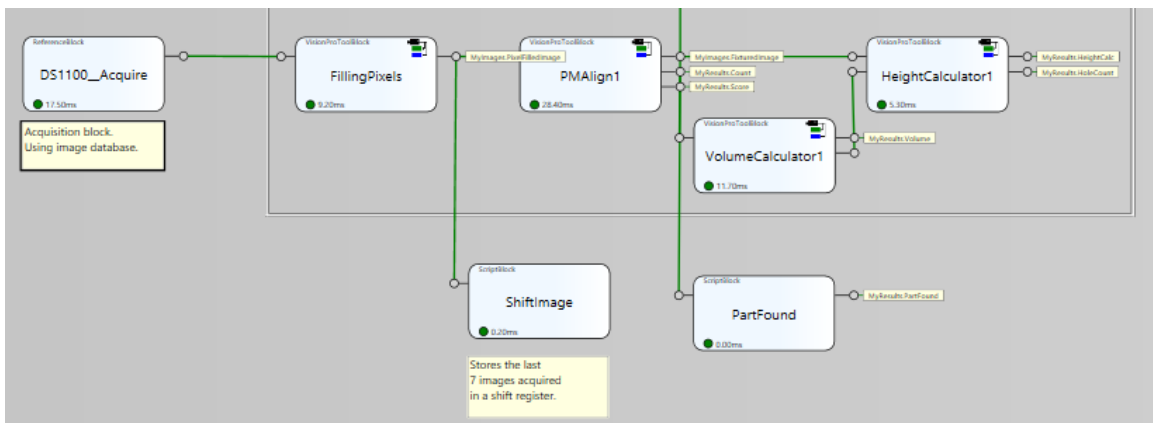 ReferenceBlock
DS1100__Acquire
17.50ms
Acquisition block.
Using image database.
VisionProToolBlock
FillingPixels
9.20ms
MyImages.PixelFilledImage
VisionProToolBlock
PMAlign1
28.40ms
MyImages.FixturedImage
MyResults.Count
MyResults.Score
VisionProToolBlock
HeightCalculator1
5.30ms
MyResults.HeightCalc
MyResults.HoleCount
VisionProToolBlock
VolumeCalculator1
11.70ms
MyResults.Volume
ScriptBlock
ShiftImage
0.20ms
Stores the last
7 images acquired
in a shift register.
ScriptBlock
PartFound
0.00ms
MyResults.PartFound